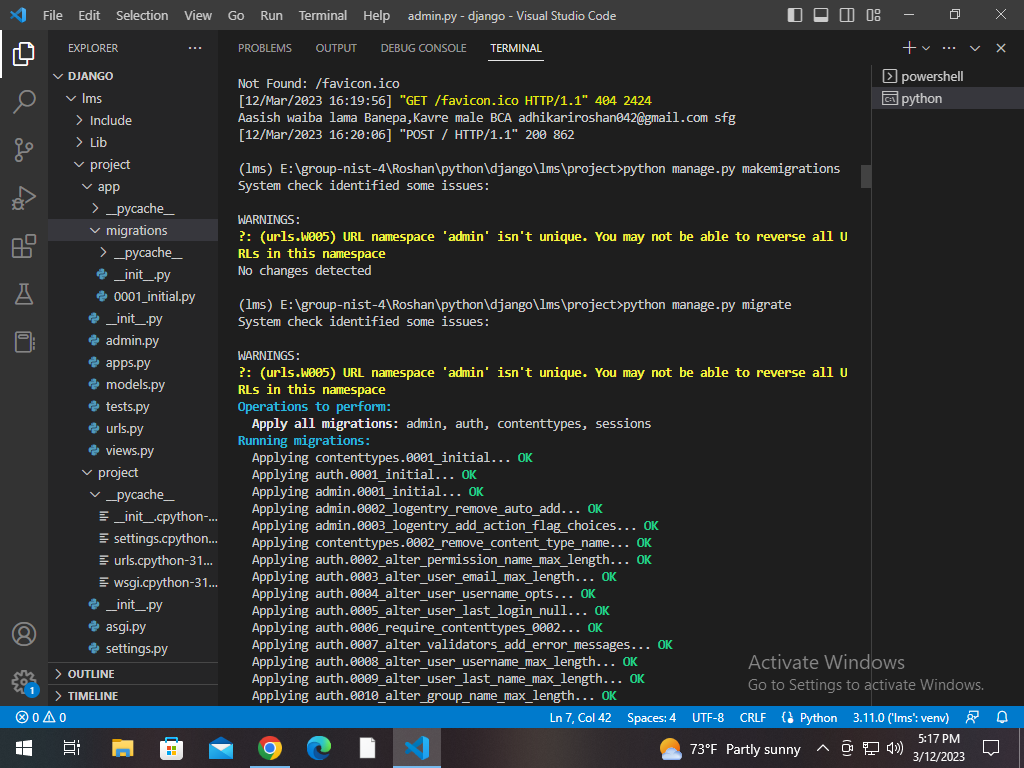 File Edit Selection View Go Run Terminal Help admin.py - django - Visual Studio Code
EXPLORER
DJANGO
lms
Include
Lib
project
app
__pycache__
migrations
__pycache__
__init__.py
0001_initial.py
__init__.py
admin.py
apps.py
models.py
tests.py
urls.py
views.py
project
__pycache__
__init__.cpython-...
settings.cpython...
urls.cpython-31...
wsgi.cpython-31...
__init__.py
asgi.py
settings.py
OUTLINE
TIMELINE
PROBLEMS OUTPUT DEBUG CONSOLE TERMINAL
Not Found: /favicon.ico
[12/Mar/2023 16:19:56] "GET /favicon.ico HTTP/1.1" 404 2424
Aasish waiba lama Banepa,Kavre male BCA adhikariroshan042@gmail.com sfg
[12/Mar/2023 16:20:06] "POST / HTTP/1.1" 200 862
(lms) E:\group-nist-4\Roshan\python\django\lms\project>python manage.py makemigrations
System check identified some issues:
WARNINGS:
?: (urls.W005) URL namespace 'admin' isn't unique. You may not be able to reverse all U
RLs in this namespace
No changes detected
(lms) E:\group-nist-4\Roshan\python\django\lms\project>python manage.py migrate
System check identified some issues:
WARNINGS:
?: (urls.W005) URL namespace 'admin' isn't unique. You may not be able to reverse all U
RLs in this namespace
Operations to perform:
Apply all migrations: admin, auth, contenttypes, sessions
Running migrations:
Applying contenttypes.0001_initial... OK
Applying auth.0001_initial... OK
Applying admin.0001_initial... OK
Applying admin.0002_logentry_remove_auto_add... OK
Applying admin.0003_logentry_add_action_flag_choices... OK
Applying contenttypes.0002_remove_content_type_name... OK
Applying auth.0002_alter_permission_name_max_length... OK
Applying auth.0003_alter_user_email_max_length... OK
Applying auth.0004_alter_user_username_opts... OK
Applying auth.0005_alter_user_last_login_null... OK
Applying auth.0006_require_contenttypes_0002... OK
Applying auth.0007_alter_validators_add_error_messages... OK
Applying auth.0008_alter_user_username_max_length... OK
Applying auth.0009_alter_user_last_name_max_length... OK
Applying auth.0010_alter_group_name_max_length... OK
powershell
python
Activate Windows
Go to Settings to activate Windows.
1
0 0 Ln 7, Col 42 Spaces: 4 UTF-8 CRLF Python 3.11.0 ('lms': venv)
73°F Partly sunny
5:17 PM
3/12/2023